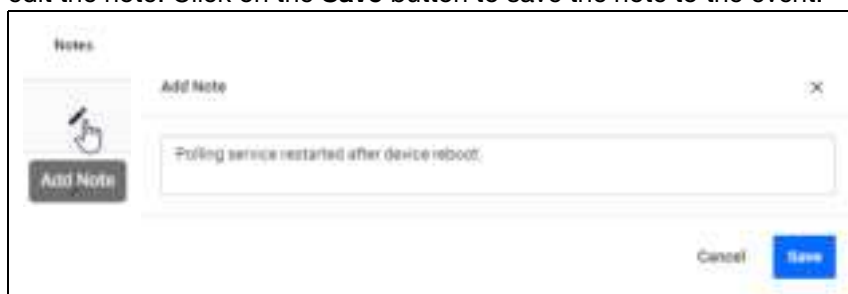 edit the note. Click on the Save button to save the note to the event.
Notes
Add Note
Polling service restarted after device reboot.
Add Note
Cancel Save